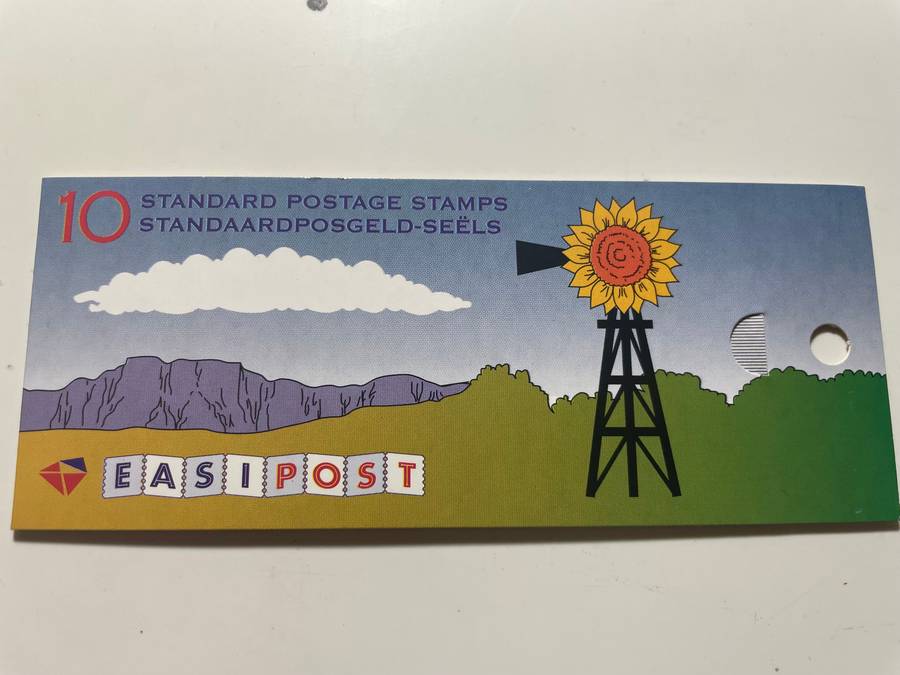 10 STANDARD POSTAGE STAMPS
STANDAARDPOSGELD-SEËLS
EASIPOST